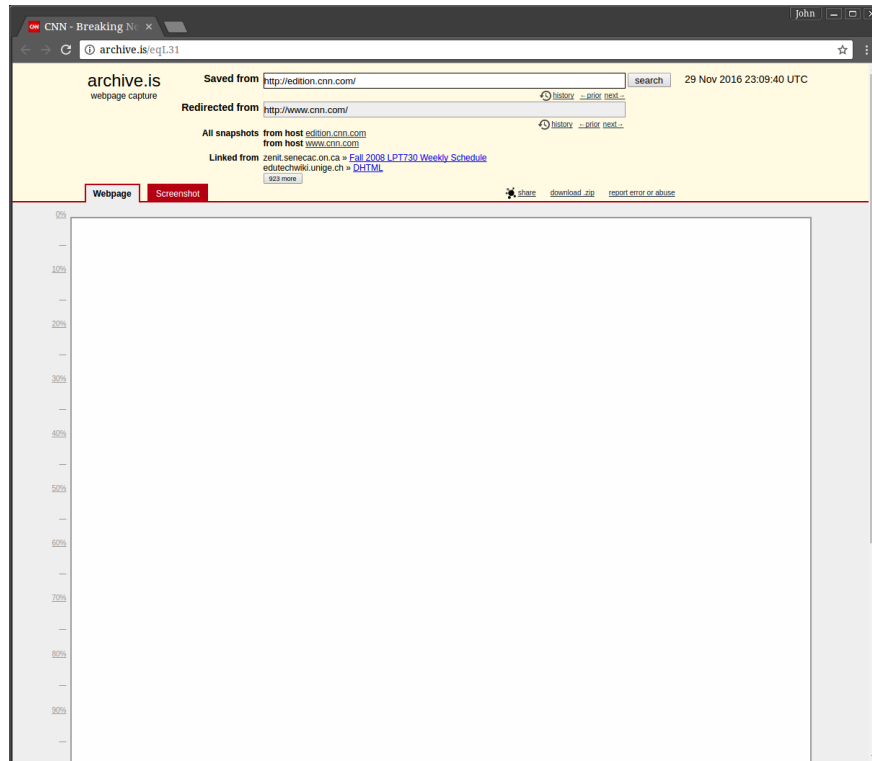 John
CNN - Breaking Ne
archive.is/eqL31
archive.is
webpage capture
Saved from http://edition.cnn.com/ search 29 Nov 2016 23:09:40 UTC
history ←prior next→
Redirected from http://www.cnn.com/
history ←prior next→
All snapshots from host edition.cnn.com
from host www.cnn.com
Linked from zenit.senecac.on.ca » Fall 2008 LPT730 Weekly Schedule
edutechwiki.unige.ch » DHTML
923 more
Webpage Screenshot share download .zip report error or abuse
0%
10%
20%
30%
40%
50%
60%
70%
80%
90%